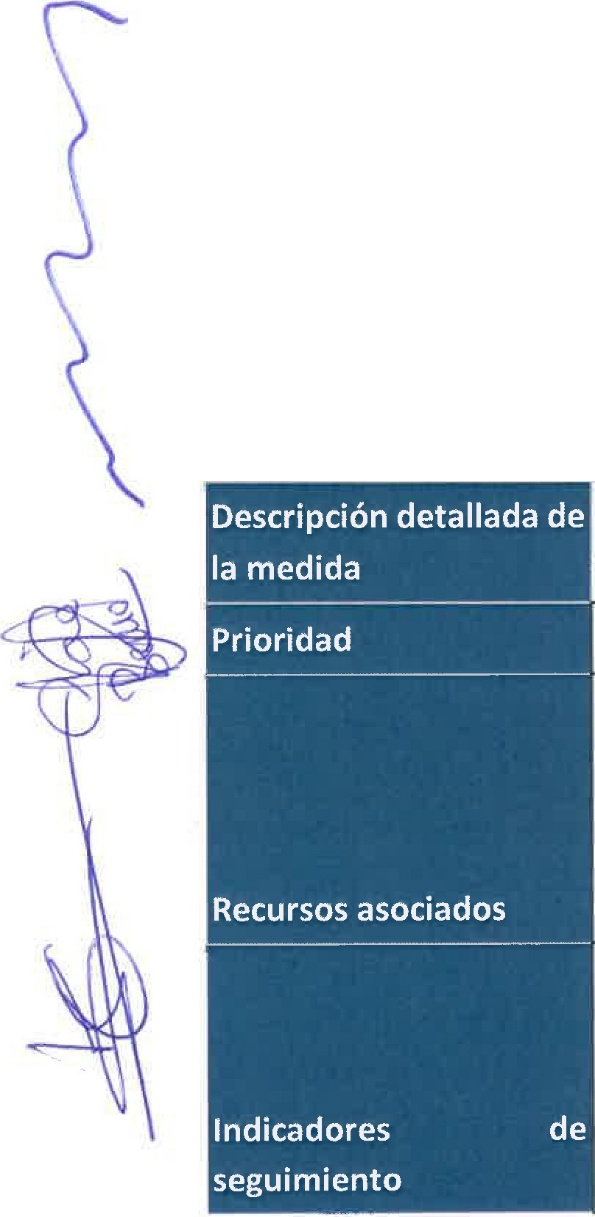 Descripción detallada de
la medida
Prioridad
Recursos asociados
Indicadores de
seguimiento